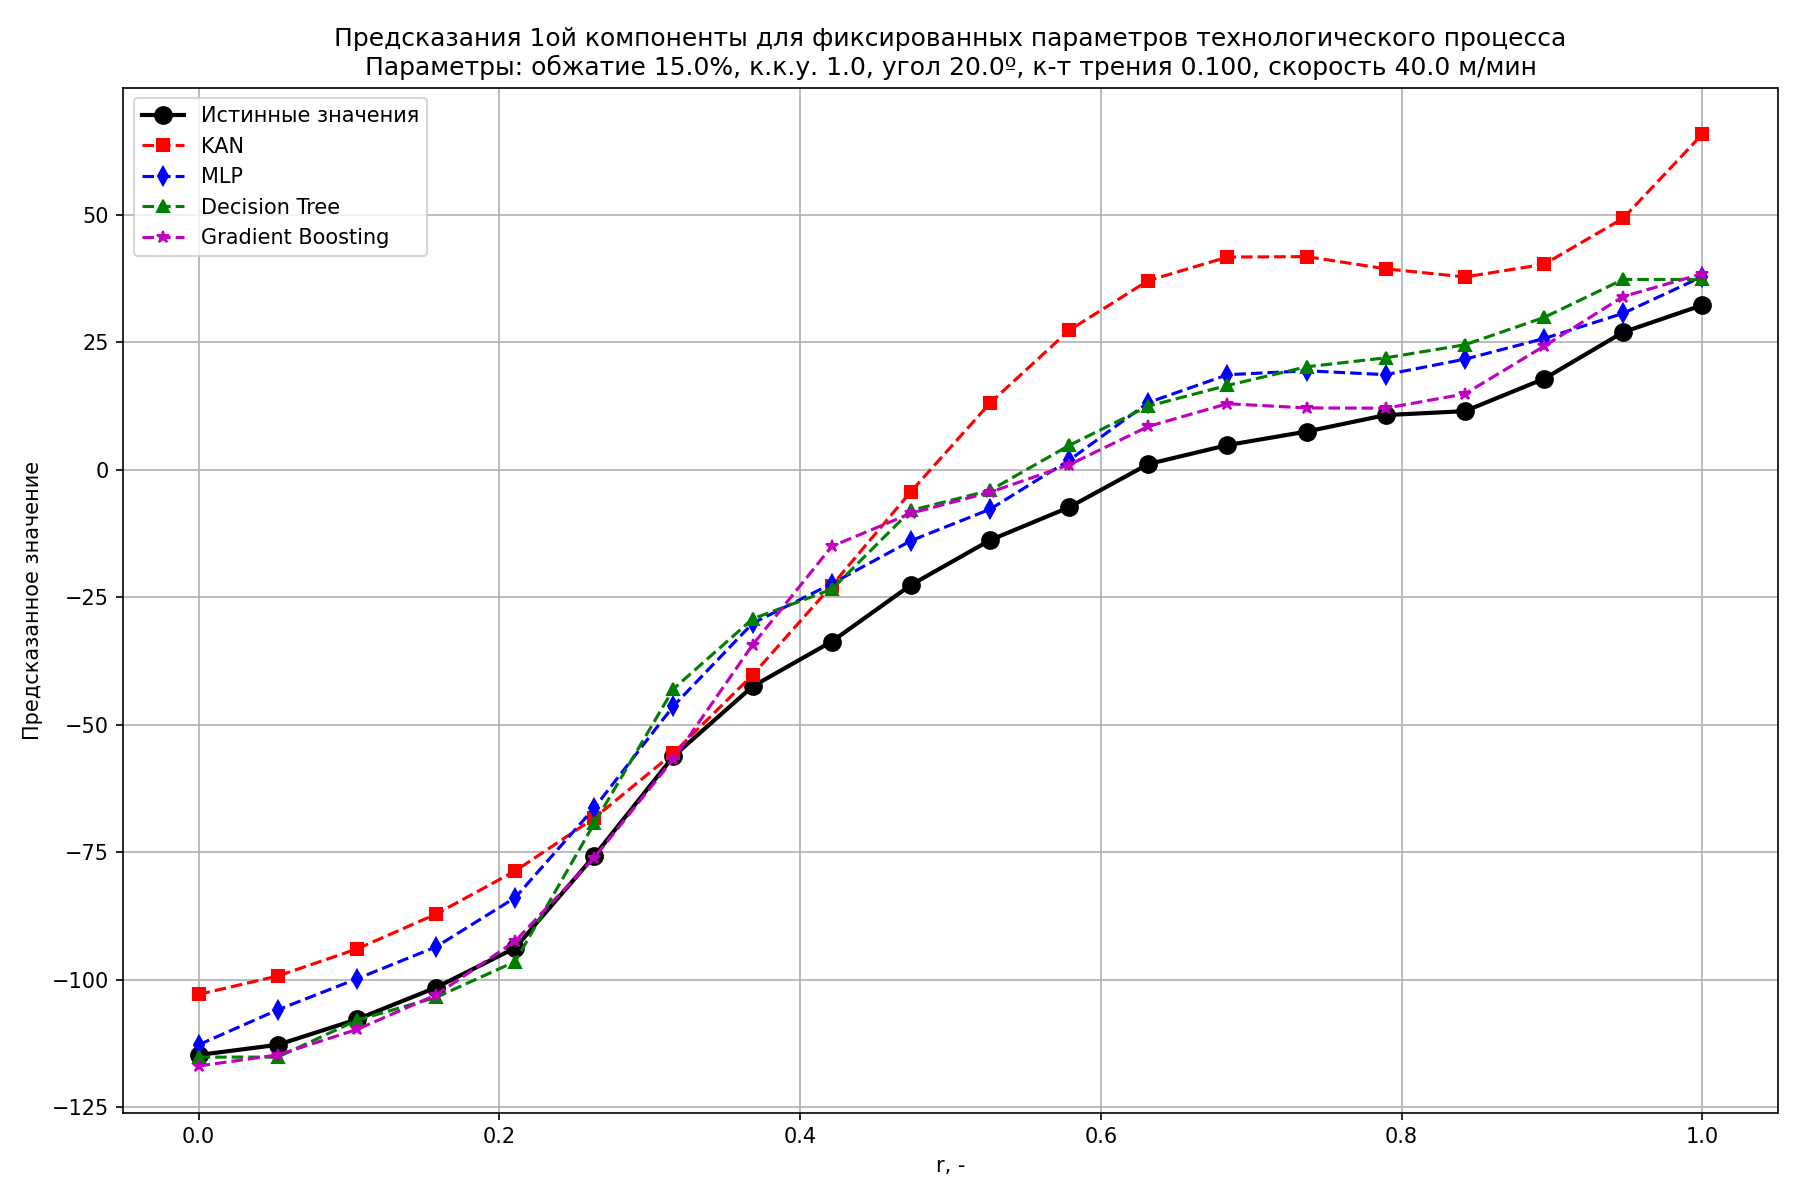 Предсказания 1ой компоненты для фиксированных параметров технологического процесса
Параметры: обжатие 15.0%, к.к.у. 1.0, угол 20.0º, к-т трения 0.100, скорость 40.0 м/мин
Истинные значения
KAN
MLP
Decision Tree
Gradient Boosting
Предсказанное значение
50
25
0
−25
−50
−75
−100
−125
0.0
0.2
0.4
0.6
0.8
1.0
r, -